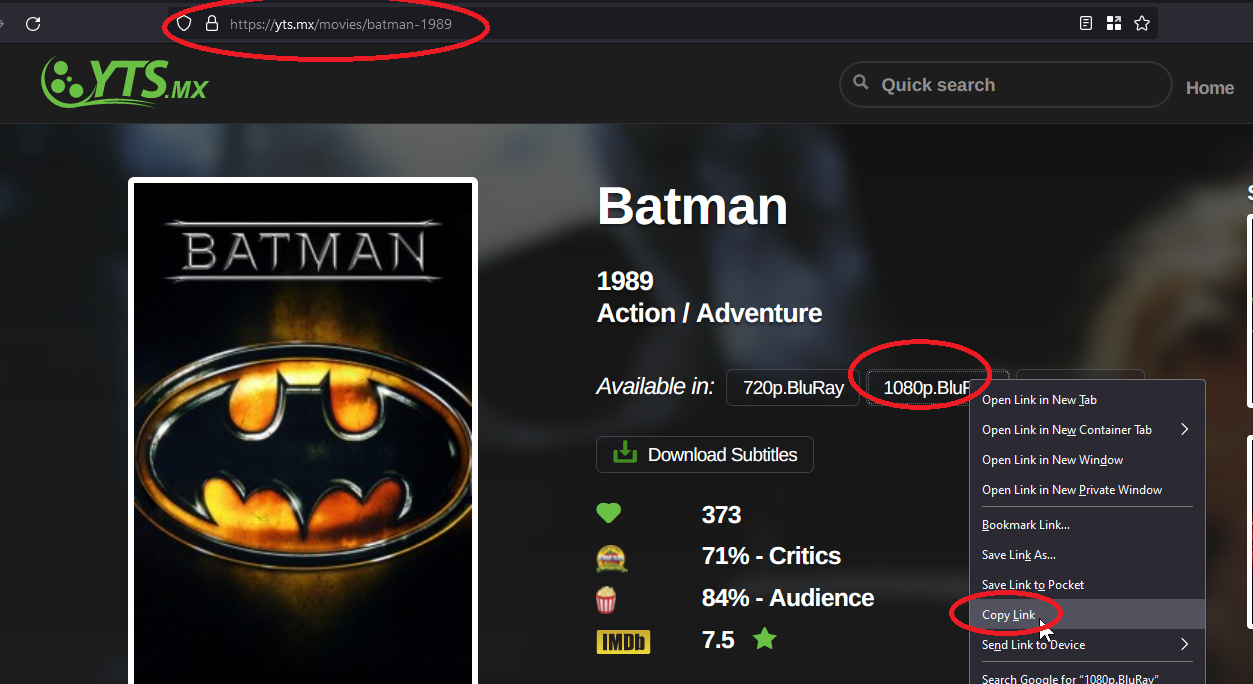 https://yts.mx/movies/batman-1989
YTS.MX
Quick search
Home
BATMAN
Batman
1989
Action / Adventure
Available in: 720p.BluRay 1080p.BluR
Download Subtitles
373
71% - Critics
84% - Audience
IMDb 7.5
Open Link in New Tab
Open Link in New Container Tab
Open Link in New Window
Open Link in New Private Window
Bookmark Link...
Save Link As...
Save Link to Pocket
Copy Link
Send Link to Device
Search Google for “1080p.BluRay”